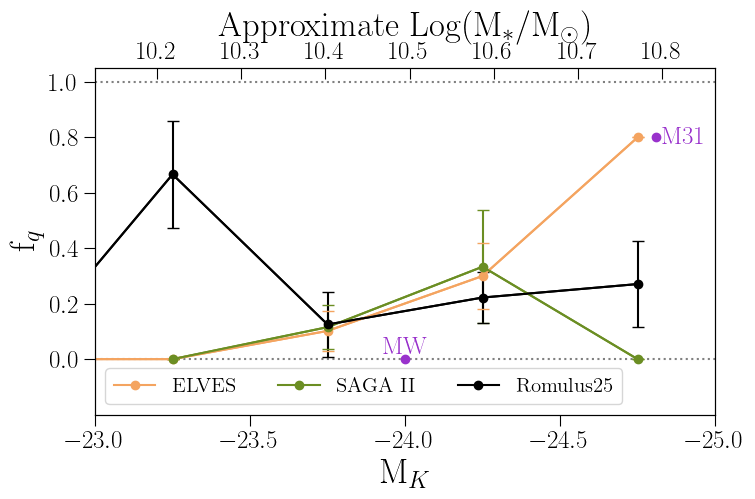 Approximate Log(M*/M☉)
10.2 10.3 10.4 10.5 10.6 10.7 10.8
1.0
0.8
0.6
0.4
0.2
0.0
f_q
M31
MW
ELVES SAGA II Romulus25
−23.0 −23.5 −24.0 −24.5 −25.0
M_K